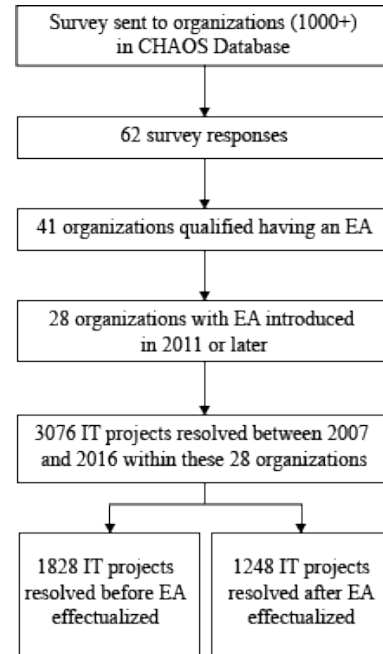 Survey sent to organizations (1000+)
in CHAOS Database
62 survey responses
41 organizations qualified having an EA
28 organizations with EA introduced
in 2011 or later
3076 IT projects resolved between 2007
and 2016 within these 28 organizations
1828 IT projects
resolved before EA
effectualized
1248 IT projects
resolved after EA
effectualized